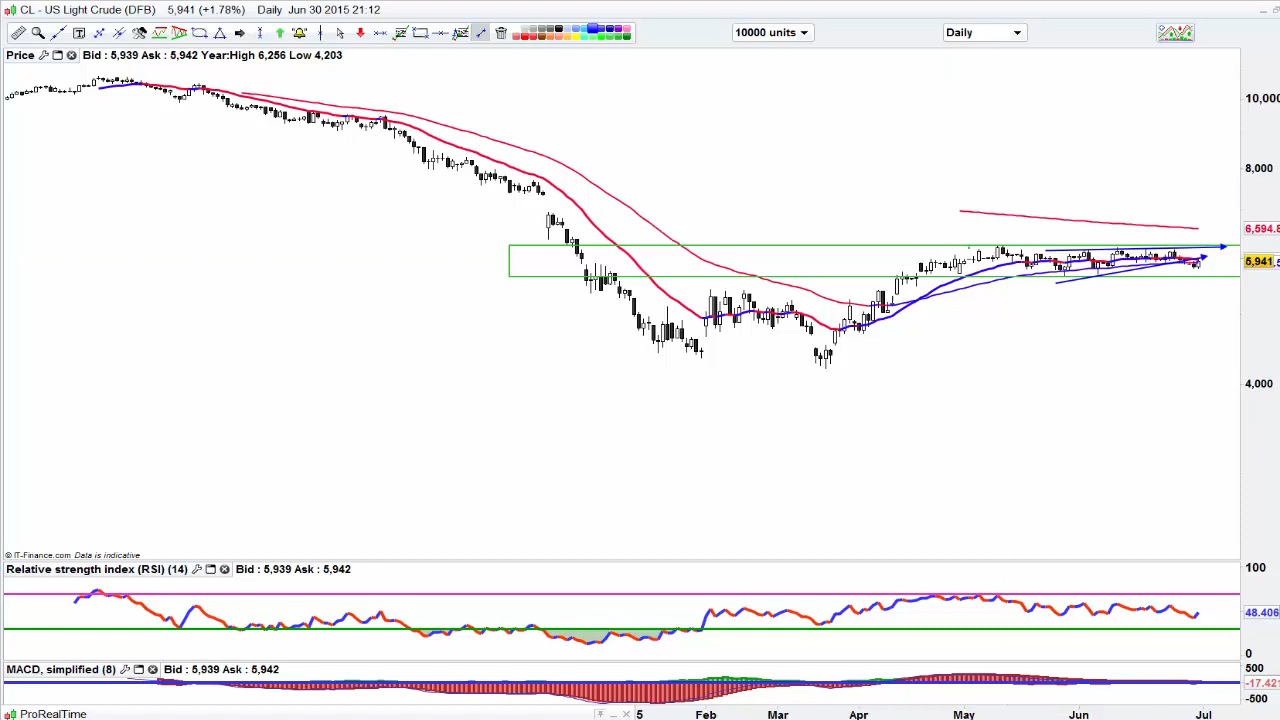 CL - US Light Crude (DFB) 5,941 (+1.78%) Daily Jun 30 2015 21:12
10000 units Daily
Price Bid : 5,939 Ask : 5,942 Year:High 6,256 Low 4,203
10,000
8,000
6,594.8
5,941
4,000
© IT-Finance.com Data is indicative
Relative strength index (RSI) (14) Bid : 5,939 Ask : 5,942
100
48.406
0
MACD, simplified (8) Bid : 5,939 Ask : 5,942
500
-17.421
-500
ProRealTime 5 Feb Mar Apr May Jun Jul